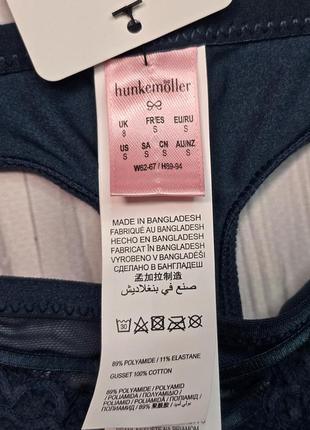 hunkemöller
UK FR/ES EU/RU
8 S S
US SA CN AU/NZ
S S S S
W62-67 / H89-94
MADE IN BANGLADESH
FABRIQUÉ AU BANGLADESH
HECHO EN BANGLADESH
FABRICAT ÎN BANGLADESH
VYROBENO V BANGLADÉŠI
СДЕЛАНО В БАНГЛАДЕШ
孟加拉制造
صنع في بنغلاديش
30
89% POLYAMIDE / 11% ELASTANE
GUSSET 100% COTTON
89% POLYAMIDE / POLYAMID